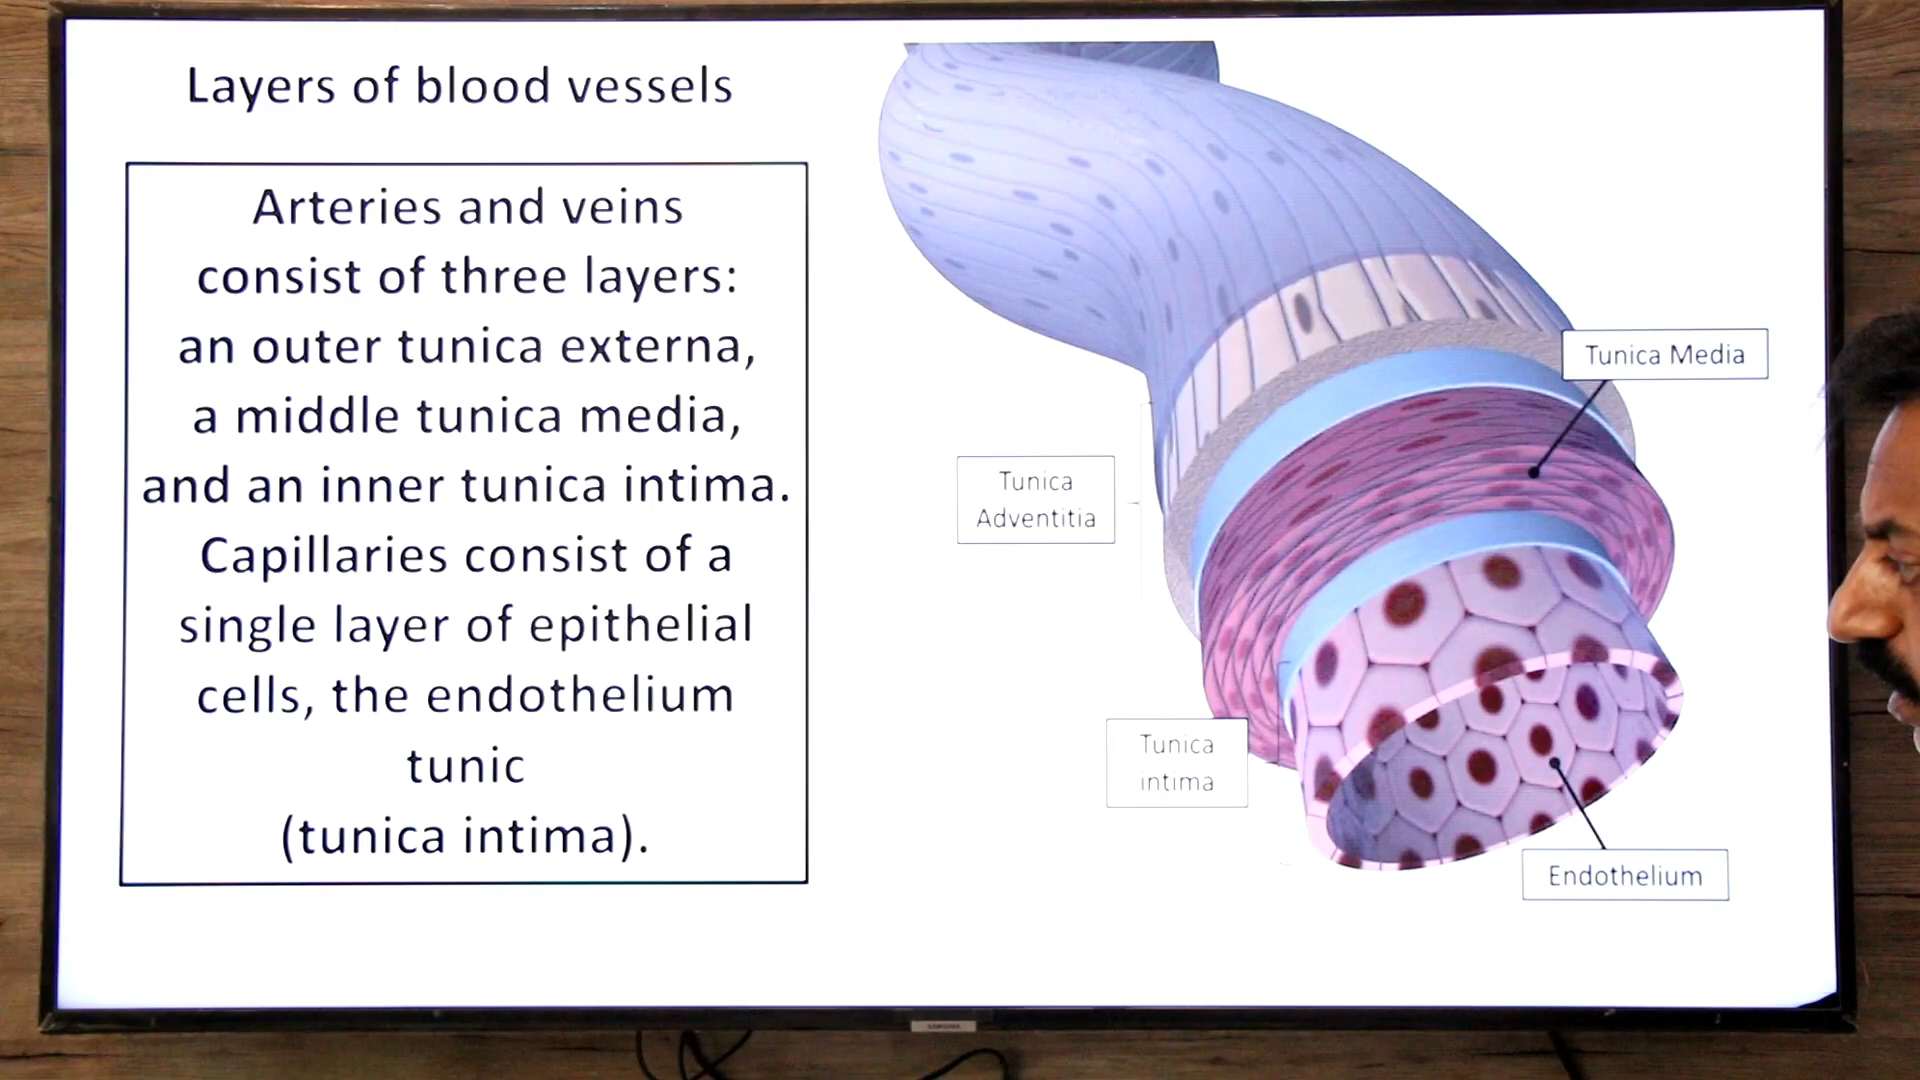 Layers of blood vessels
Arteries and veins
consist of three layers:
an outer tunica externa,
a middle tunica media,
and an inner tunica intima.
Capillaries consist of a
single layer of epithelial
cells, the endothelium
tunic
(tunica intima).
Tunica Media
Tunica
Adventitia
Tunica
intima
Endothelium
SAMSUNG